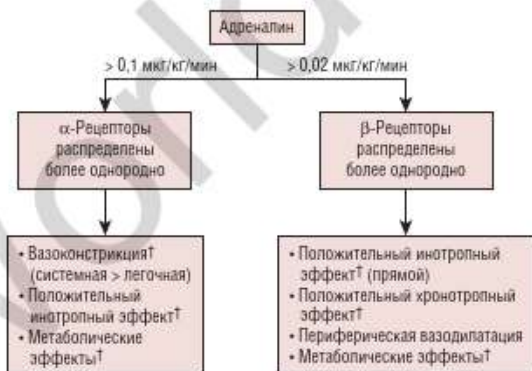 Адреналин
> 0,1 мкг/кг/мин
> 0,02 мкг/кг/мин
α-Рецепторы
распределены
более однородно
β-Рецепторы
распределены
более однородно
• Вазоконстрикция†
(системная > легочная)
• Положительный
инотропный эффект†
• Метаболические
эффекты†
• Положительный инотропный
эффект† (прямой)
• Положительный хронотропный
эффект†
• Периферическая вазодилатация
• Метаболические эффекты†